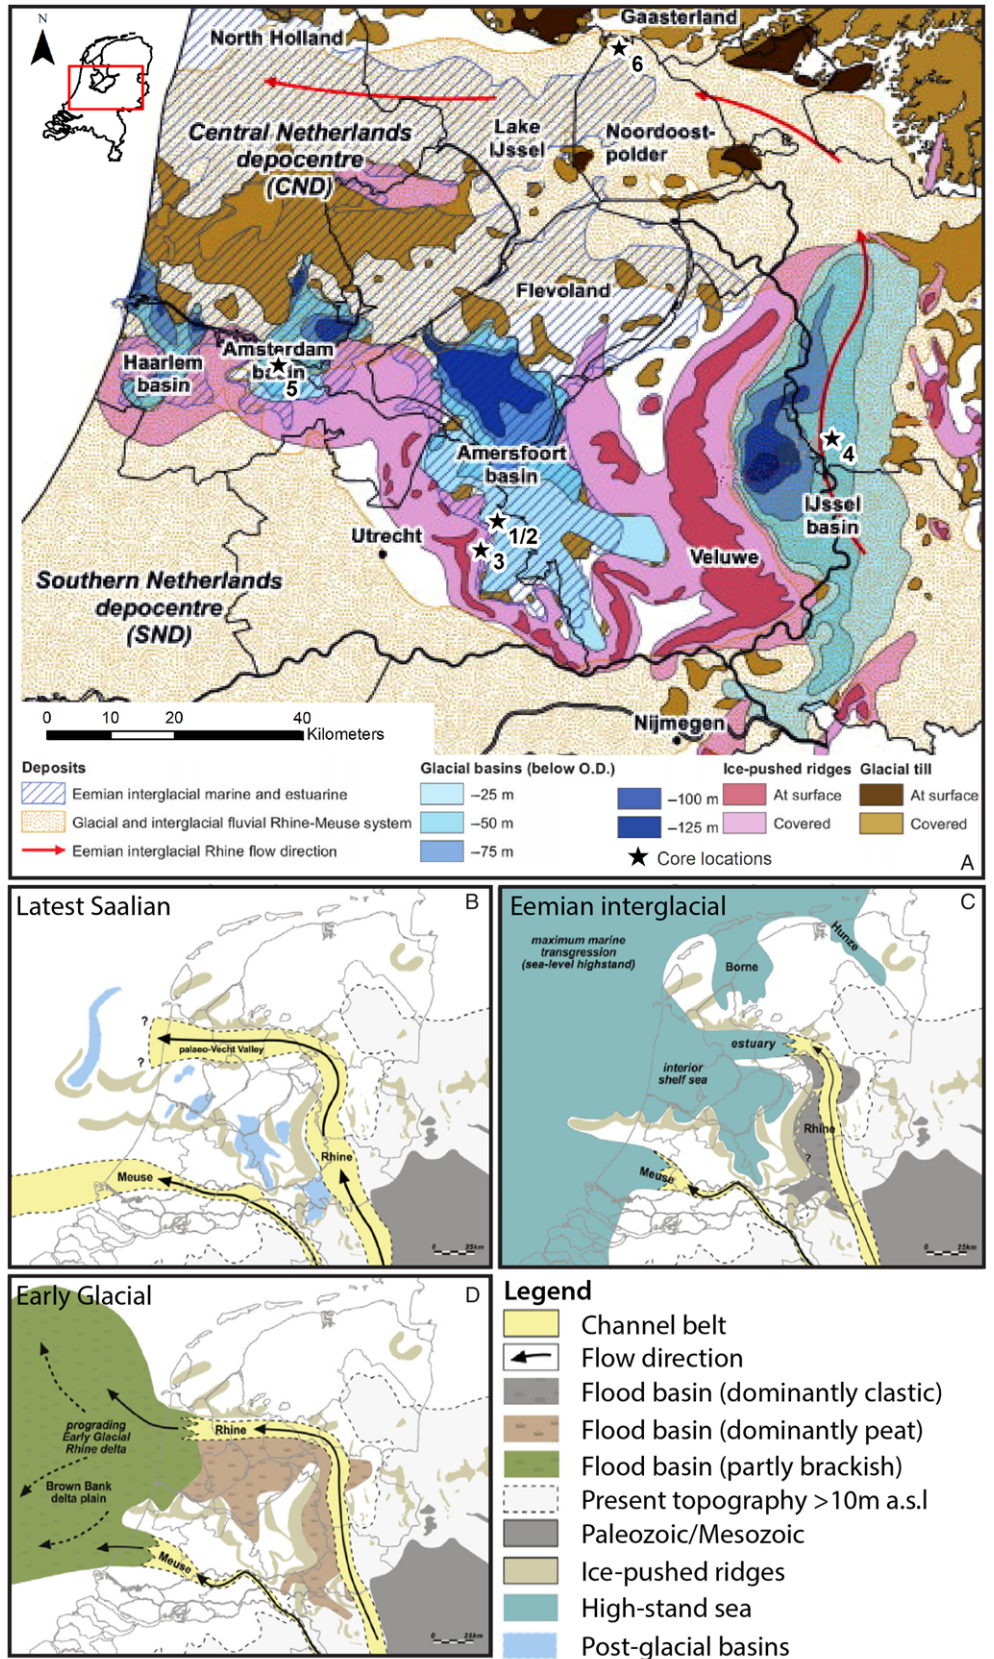 N
North Holland
Gaasterland
6
Central Netherlands
depocentre
(CND)
Lake
IJssel
Noordoost-
polder
Flevoland
Haarlem
basin
Amsterdam
basin
5
Amersfoort
basin
4
IJssel
basin
Utrecht
1/2
3
Veluwe
Southern Netherlands
depocentre
(SND)
Nijmegen
0 10 20 40
Kilometers
Deposits
Eemian interglacial marine and estuarine
Glacial and interglacial fluvial Rhine-Meuse system
Eemian interglacial Rhine flow direction
Glacial basins (below O.D.)
–25 m
–50 m
–75 m
–100 m
–125 m
Ice-pushed ridges
At surface
Covered
Glacial till
At surface
Covered
Core locations
A
Latest Saalian
B
?
?
palaeo-Vecht Valley
Rhine
Meuse
0 25km
Eemian interglacial
C
maximum marine
transgression
(sea-level highstand)
Borne
Hunze
estuary
interior
shelf sea
Rhine
?
Meuse
0 25km
Early Glacial
D
Rhine
prograding
Early Glacial
Rhine delta
Brown Bank
delta plain
Meuse
0 25km
Legend
Channel belt
Flow direction
Flood basin (dominantly clastic)
Flood basin (dominantly peat)
Flood basin (partly brackish)
Present topography >10m a.s.l
Paleozoic/Mesozoic
Ice-pushed ridges
High-stand sea
Post-glacial basins